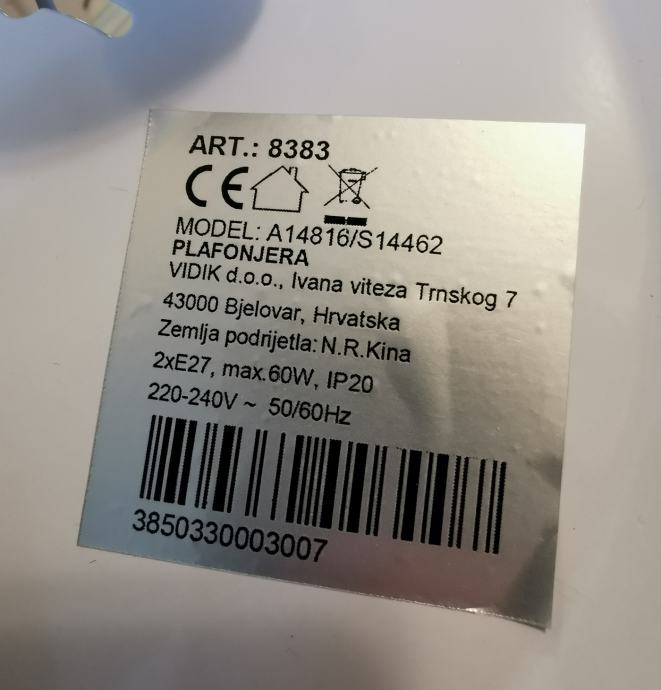 ART.: 8383
CE
MODEL: A14816/S14462
PLAFONJERA
VIDIK d.o.o., Ivana viteza Trnskog 7
43000 Bjelovar, Hrvatska
Zemlja podrijetla: N.R.Kina
2xE27, max.60W, IP20
220-240V ~ 50/60Hz
3850330003007